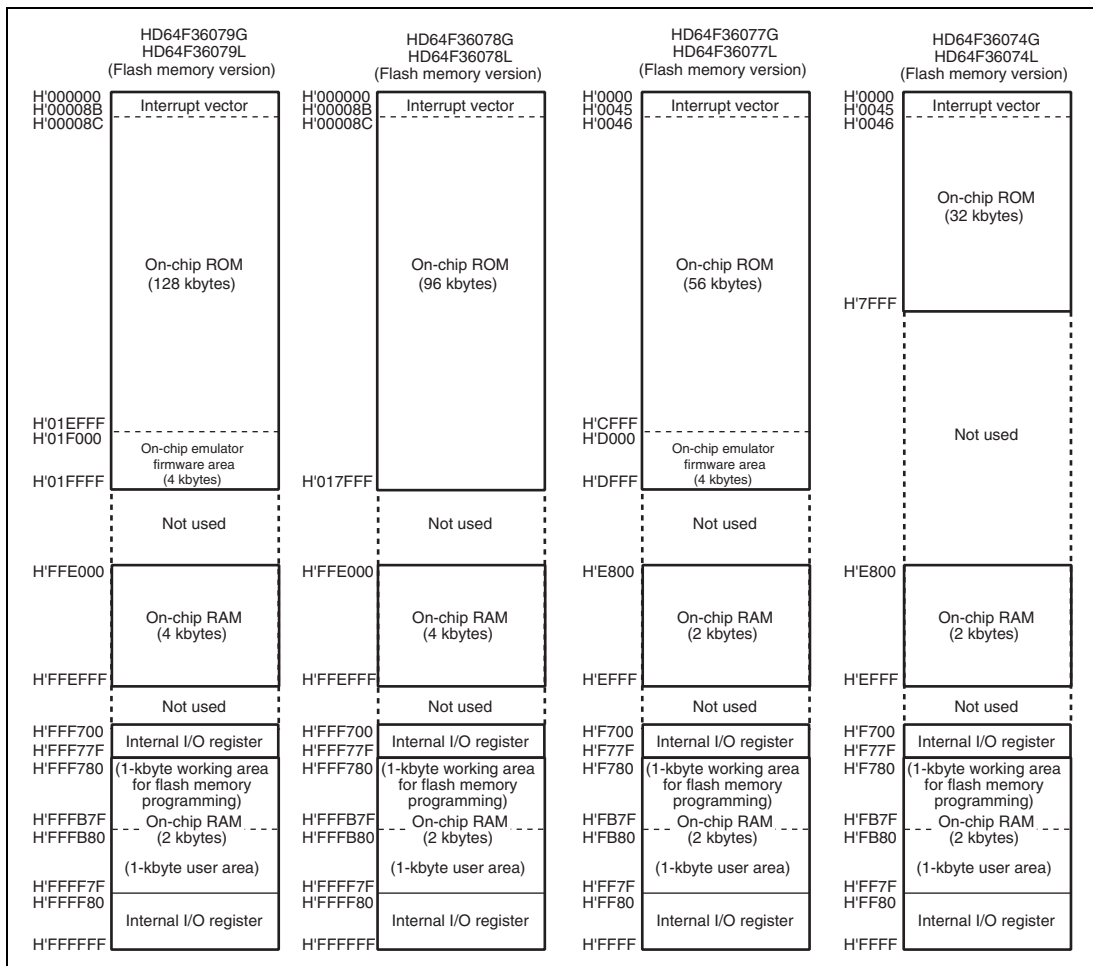 HD64F36079G
HD64F36079L
(Flash memory version)
H'000000
H'00008B
H'00008C
Interrupt vector
On-chip ROM
(128 kbytes)
H'01EFFF
H'01F000
On-chip emulator
firmware area
(4 kbytes)
H'01FFFF
Not used
H'FFE000
On-chip RAM
(4 kbytes)
H'FFEFFF
Not used
H'FFF700
Internal I/O register
H'FFF77F
H'FFF780
(1-kbyte working area
for flash memory
programming)
H'FFFB7F
On-chip RAM
H'FFFB80
(2 kbytes)
(1-kbyte user area)
H'FFFF7F
H'FFFF80
Internal I/O register
H'FFFFFF
HD64F36078G
HD64F36078L
(Flash memory version)
H'000000
H'00008B
H'00008C
Interrupt vector
On-chip ROM
(96 kbytes)
H'017FFF
Not used
H'FFE000
On-chip RAM
(4 kbytes)
H'FFEFFF
Not used
H'FFF700
Internal I/O register
H'FFF77F
H'FFF780
(1-kbyte working area
for flash memory
programming)
H'FFFB7F
On-chip RAM
H'FFFB80
(2 kbytes)
(1-kbyte user area)
H'FFFF7F
H'FFFF80
Internal I/O register
H'FFFFFF
HD64F36077G
HD64F36077L
(Flash memory version)
H'0000
H'0045
H'0046
Interrupt vector
On-chip ROM
(56 kbytes)
H'CFFF
H'D000
On-chip emulator
firmware area
(4 kbytes)
H'DFFF
Not used
H'E800
On-chip RAM
(2 kbytes)
H'EFFF
Not used
H'F700
Internal I/O register
H'F77F
H'F780
(1-kbyte working area
for flash memory
programming)
H'FB7F
On-chip RAM
H'FB80
(2 kbytes)
(1-kbyte user area)
H'FF7F
H'FF80
Internal I/O register
H'FFFF
HD64F36074G
HD64F36074L
(Flash memory version)
H'0000
H'0045
H'0046
Interrupt vector
On-chip ROM
(32 kbytes)
H'7FFF
Not used
H'E800
On-chip RAM
(2 kbytes)
H'EFFF
Not used
H'F700
Internal I/O register
H'F77F
H'F780
(1-kbyte working area
for flash memory
programming)
H'FB7F
On-chip RAM
H'FB80
(2 kbytes)
(1-kbyte user area)
H'FF7F
H'FF80
Internal I/O register
H'FFFF